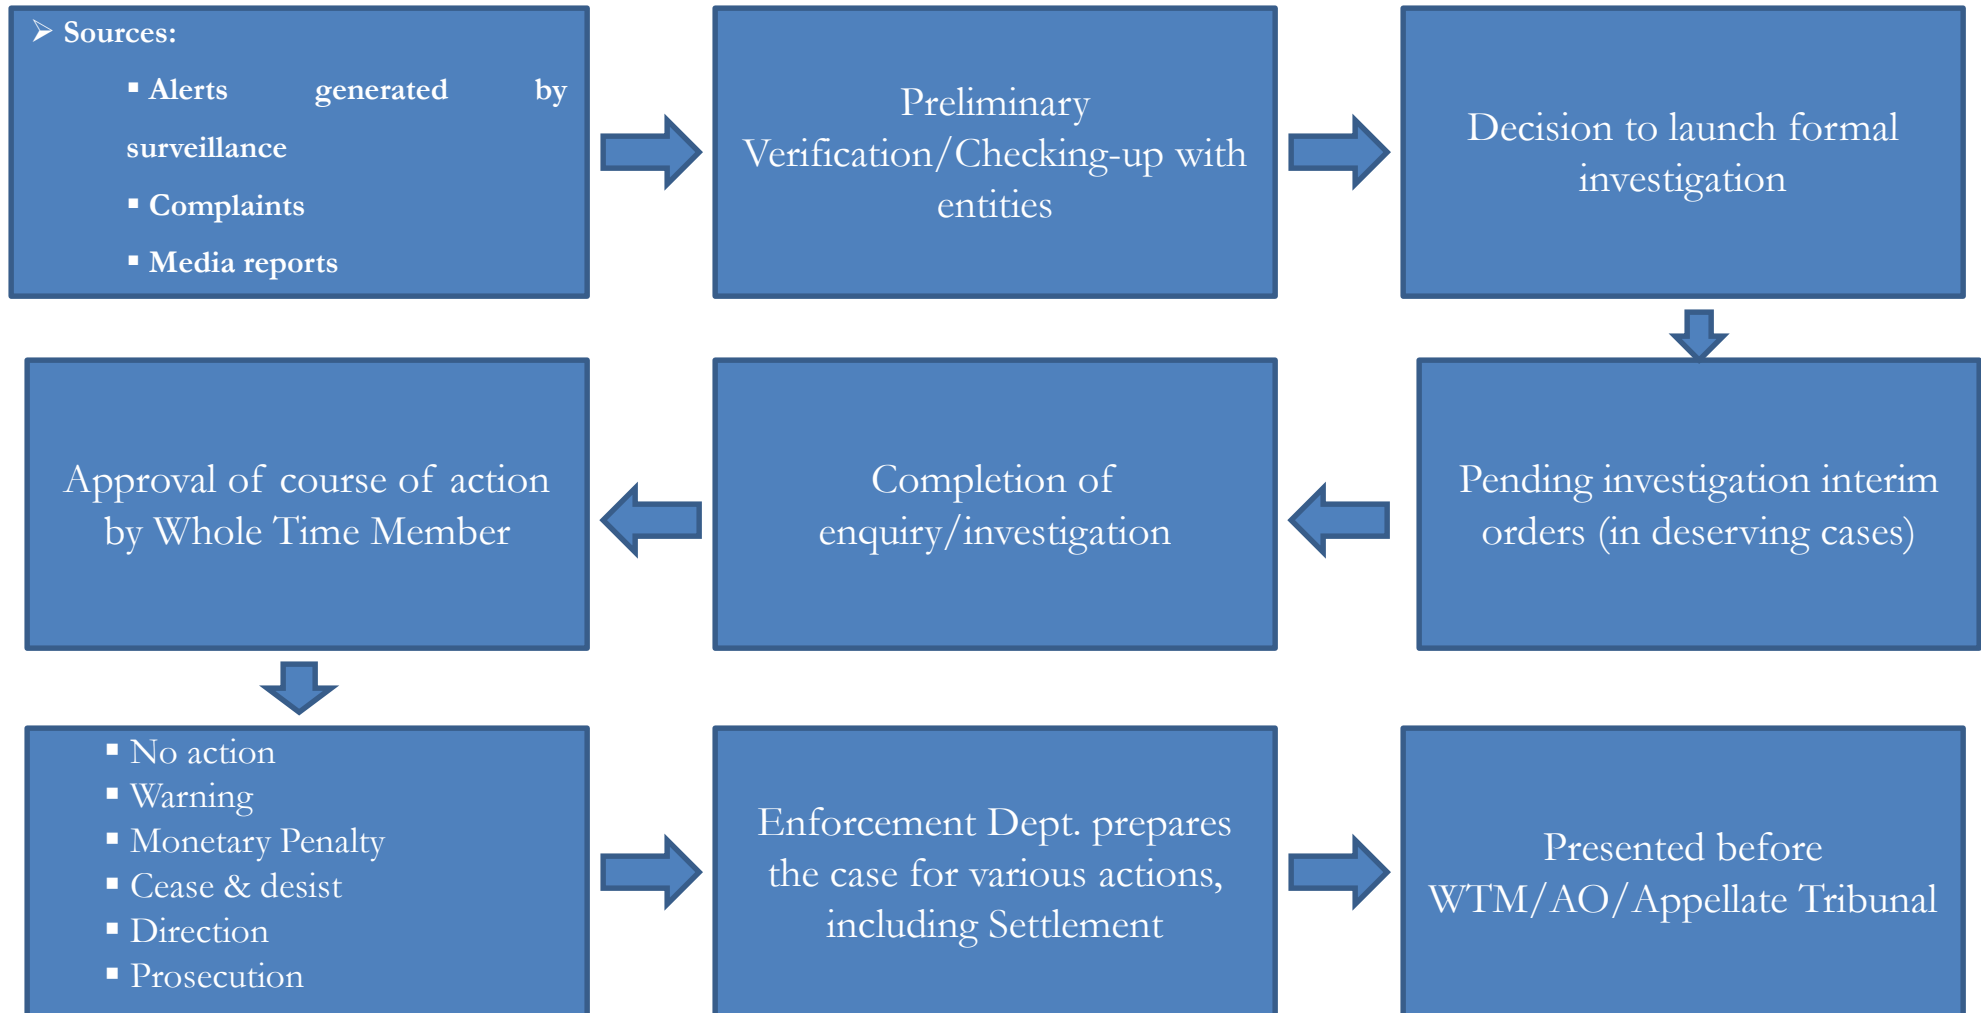 ➢ Sources:
▪ Alerts generated by
surveillance
▪ Complaints
▪ Media reports
Preliminary
Verification/Checking-up with
entities
Decision to launch formal
investigation
Pending investigation interim
orders (in deserving cases)
Completion of
enquiry/investigation
Approval of course of action
by Whole Time Member
▪ No action
▪ Warning
▪ Monetary Penalty
▪ Cease & desist
▪ Direction
▪ Prosecution
Enforcement Dept. prepares
the case for various actions,
including Settlement
Presented before
WTM/AO/Appellate Tribunal